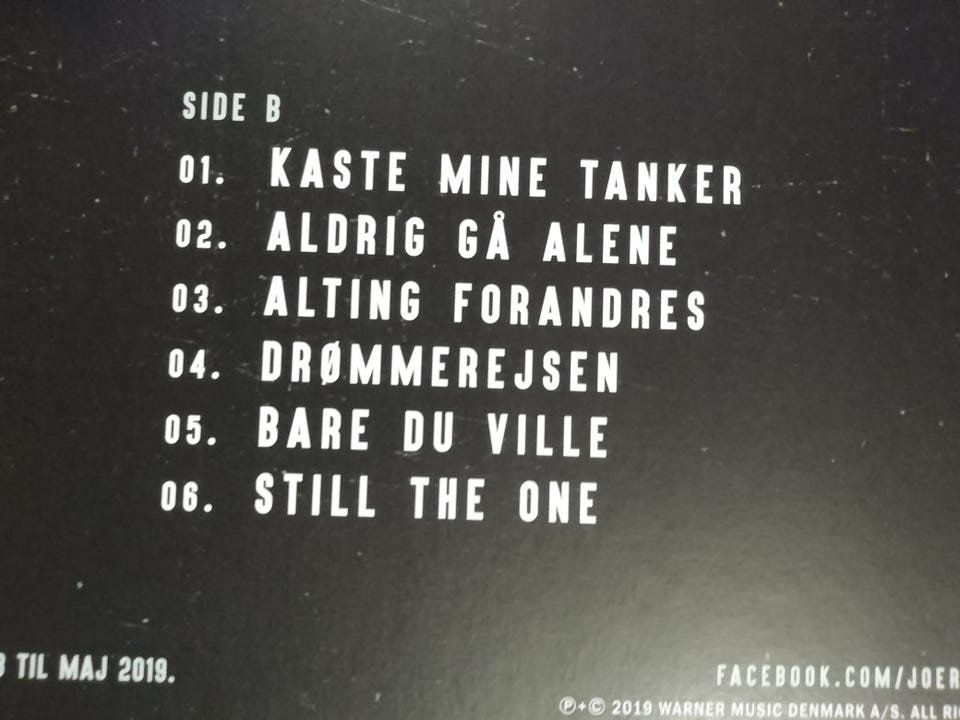 SIDE B
01. KASTE MINE TANKER
02. ALDRIG GÅ ALENE
03. ALTING FORANDRES
04. DRØMMEREJSEN
05. BARE DU VILLE
06. STILL THE ONE
TIL MAJ 2019.
FACEBOOK.COM/JOER
℗+© 2019 WARNER MUSIC DENMARK A/S. ALL